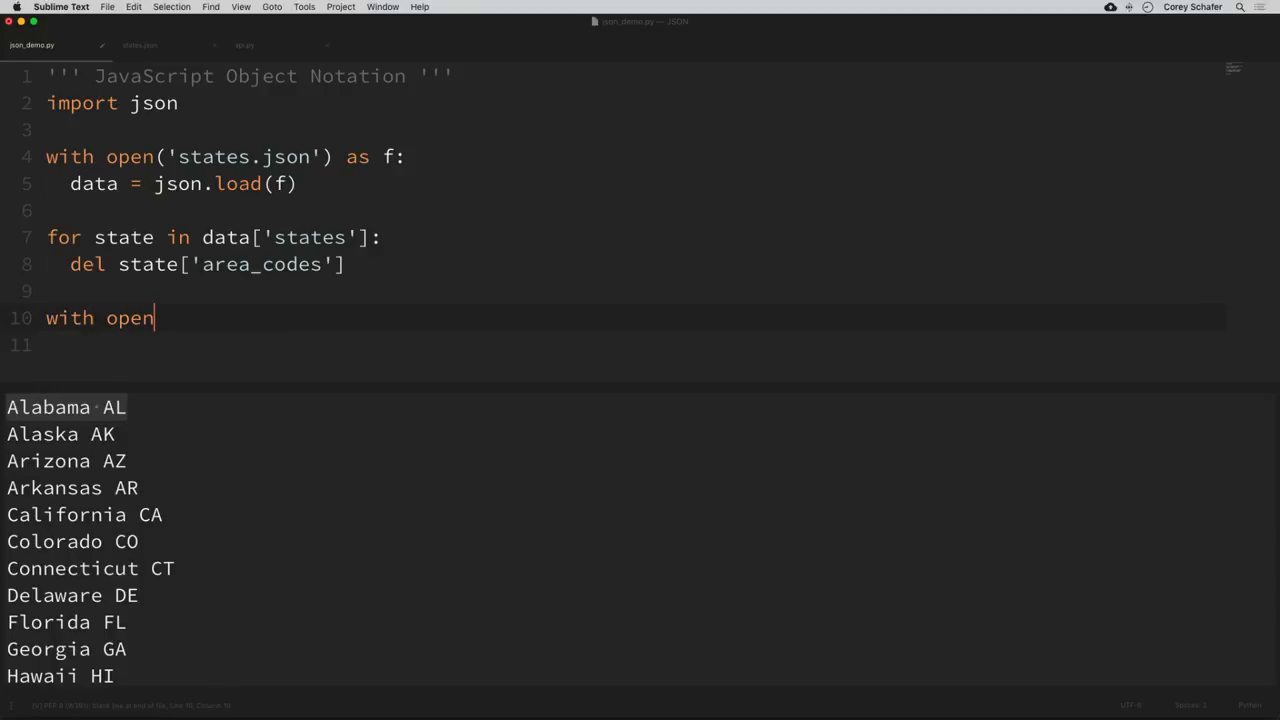 Sublime Text File Edit Selection Find View Goto Tools Project Window Help Corey Schafer
json_demo.py — JSON
json_demo.py states.json api.py
1 ''' JavaScript Object Notation '''
2 import json
3
4 with open('states.json') as f:
5 data = json.load(f)
6
7 for state in data['states']:
8 del state['area_codes']
9
10 with open
11
Alabama AL
Alaska AK
Arizona AZ
Arkansas AR
California CA
Colorado CO
Connecticut CT
Delaware DE
Florida FL
Georgia GA
Hawaii HI
UTF-8 Spaces: 2 Python